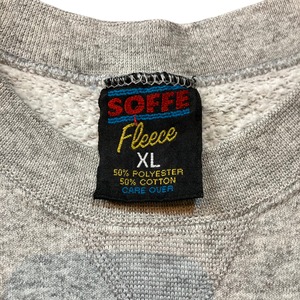 SOFFE
Fleece
XL
50% POLYESTER
50% COTTON
CARE OVER